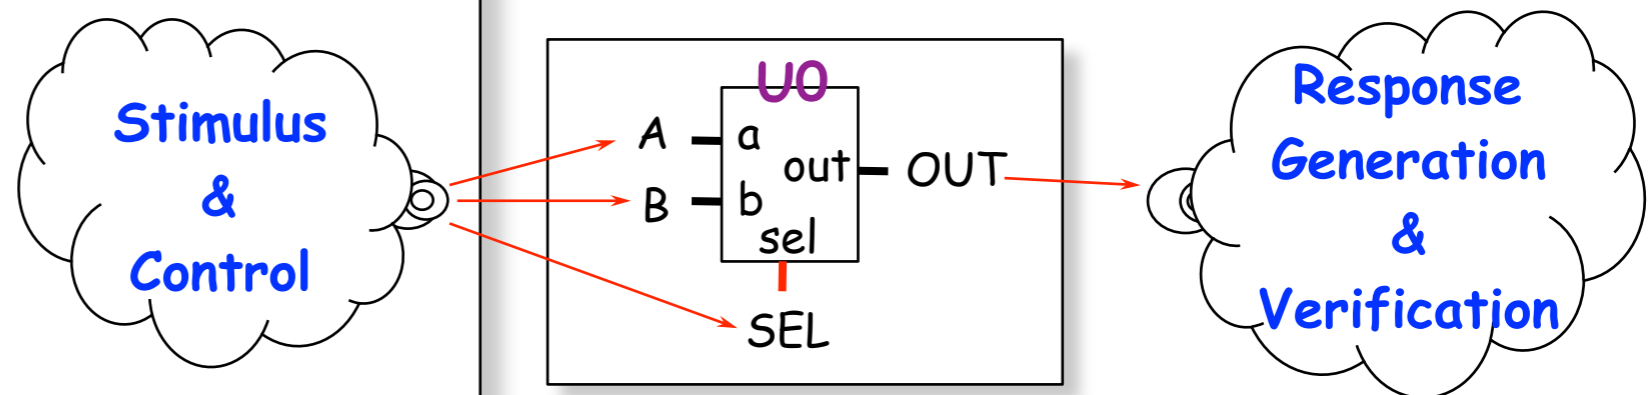 Stimulus
&
Control
U0
A
a
B
b
out
OUT
sel
SEL
Response
Generation
&
Verification